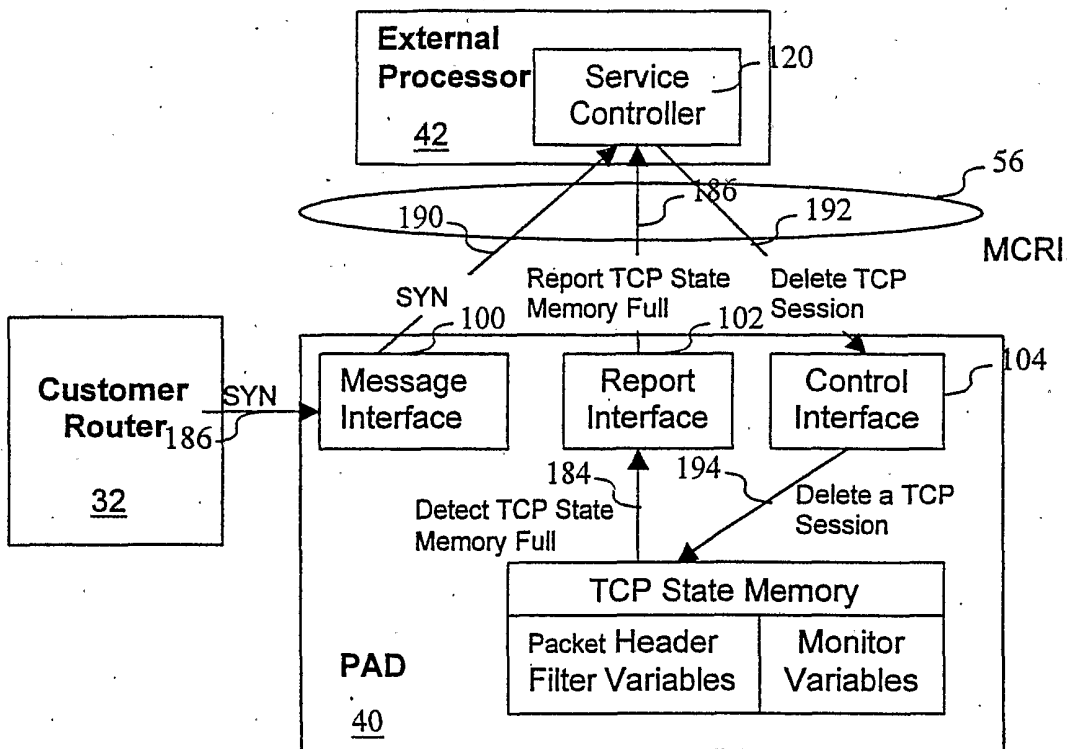 External
Processor
42
Service
Controller
120
56
190
186
192
MCRI
SYN
Report TCP State
Memory Full
Delete TCP
Session
100
102
104
Customer
Router
32
SYN
186
Message
Interface
Report
Interface
Control
Interface
184
194
Detect TCP State
Memory Full
Delete a TCP
Session
TCP State Memory
Packet Header
Filter Variables
Monitor
Variables
PAD
40